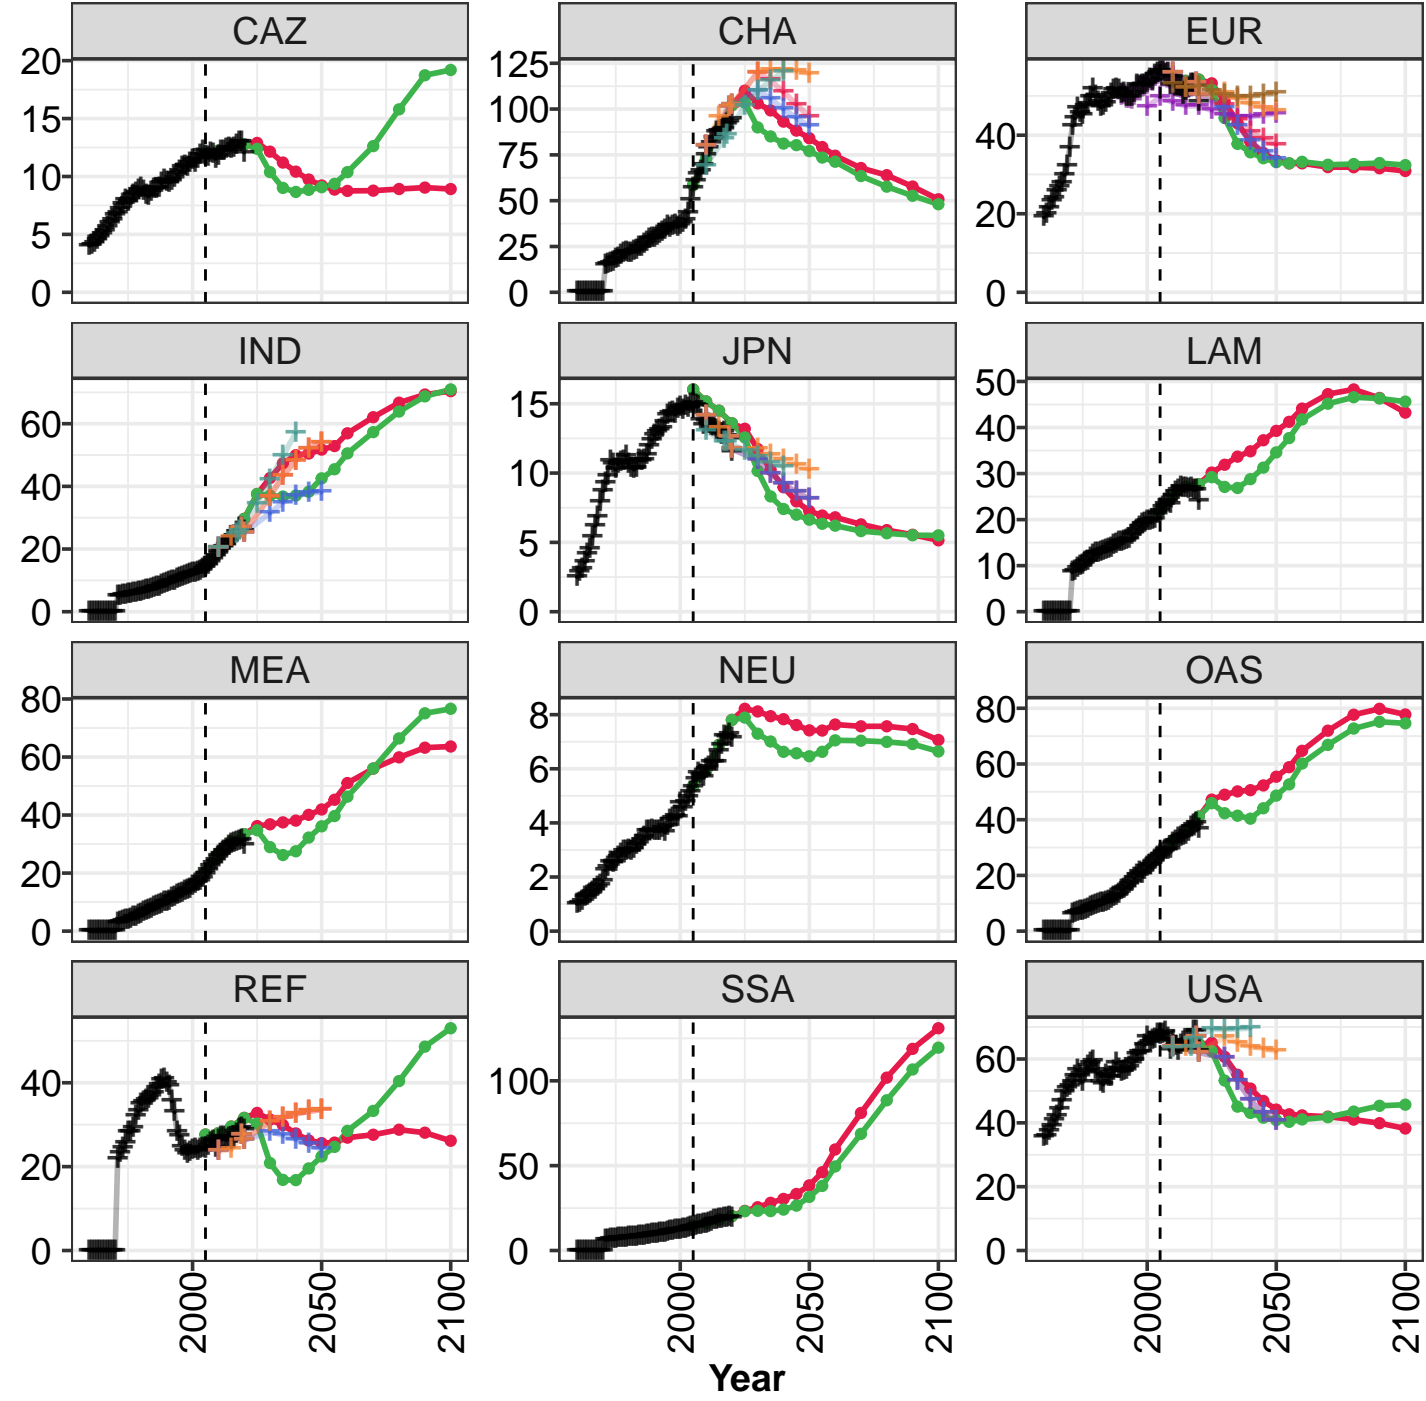 CAZ CHA EUR
20 15 10 5 0
125 100 75 50 25 0
40 20 0
IND JPN LAM
60 40 20 0
15 10 5 0
50 40 30 20 10 0
MEA NEU OAS
80 60 40 20 0
8 6 4 2 0
80 60 40 20 0
REF SSA USA
40 20 0
100 50 0
60 40 20 0
2000 2050 2100
2000 2050 2100
2000 2050 2100
Year